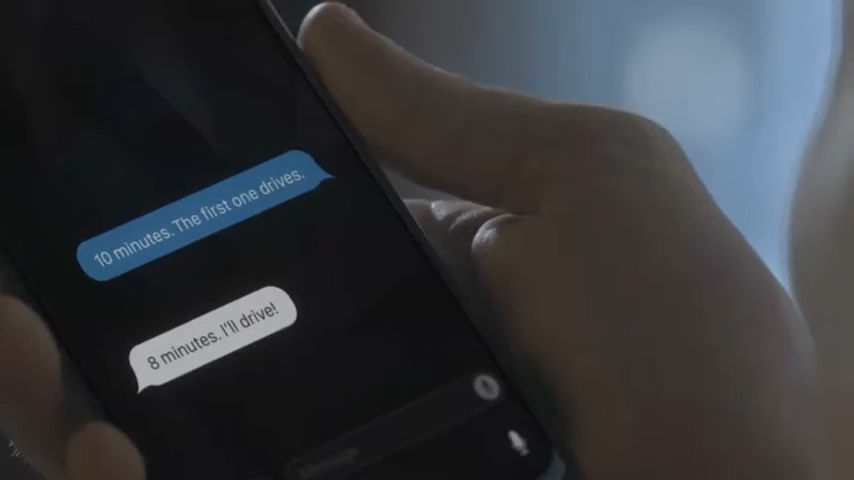 10 minutes. The first one drives.
8 minutes. I'll drive!